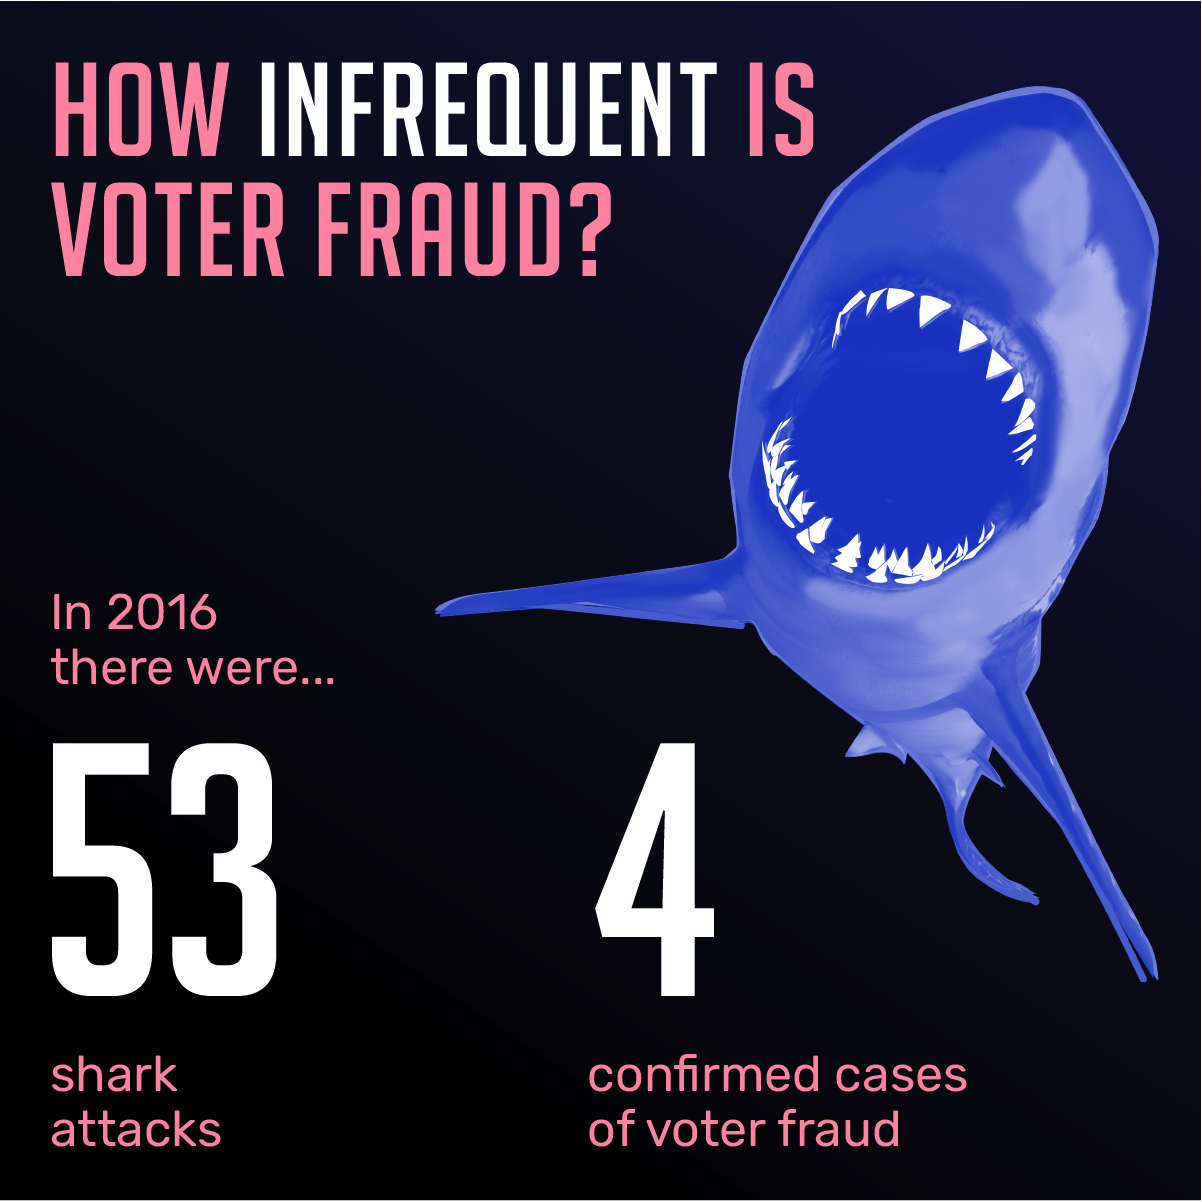 HOW INFREQUENT IS
VOTER FRAUD?
In 2016
there were...
53
shark
attacks
4
confirmed cases
of voter fraud